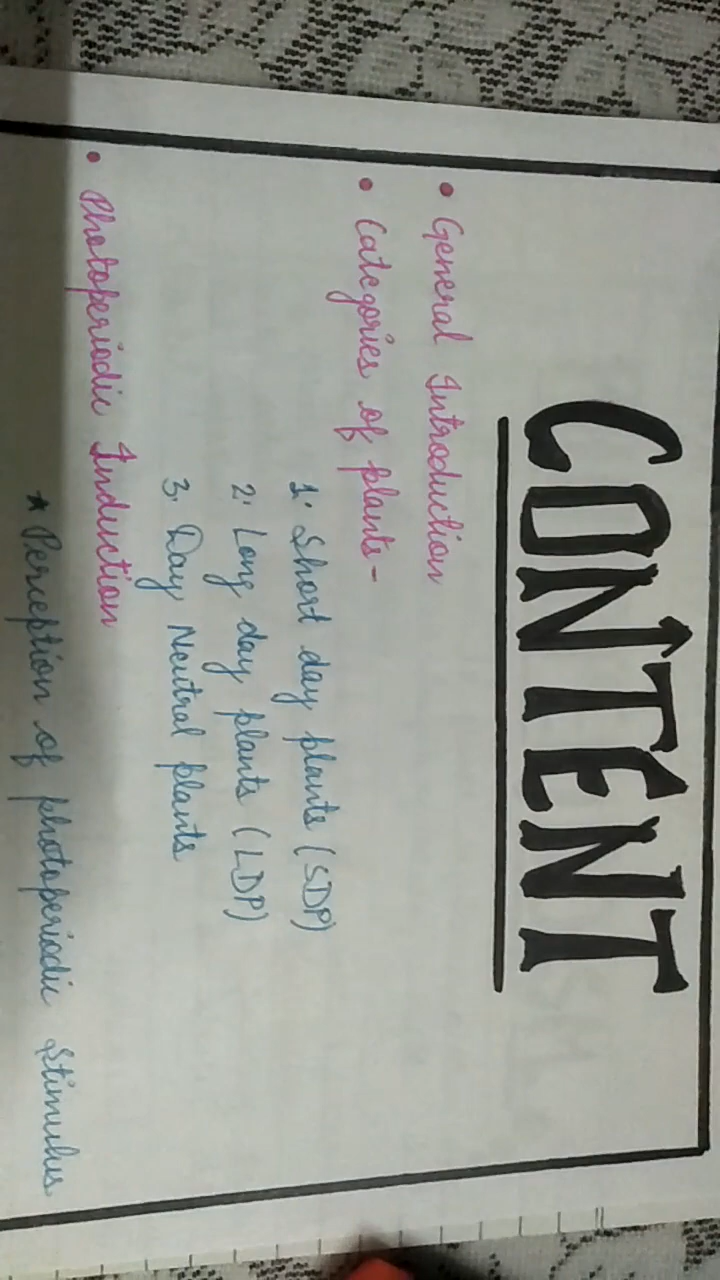 CONTENT
• General Introduction
• Categories of plants-
1. Short day plants (SDP)
2. Long day plants (LDP)
3. Day Neutral plants
• Photoperiodic Induction
* Perception of photoperiodic stimulus